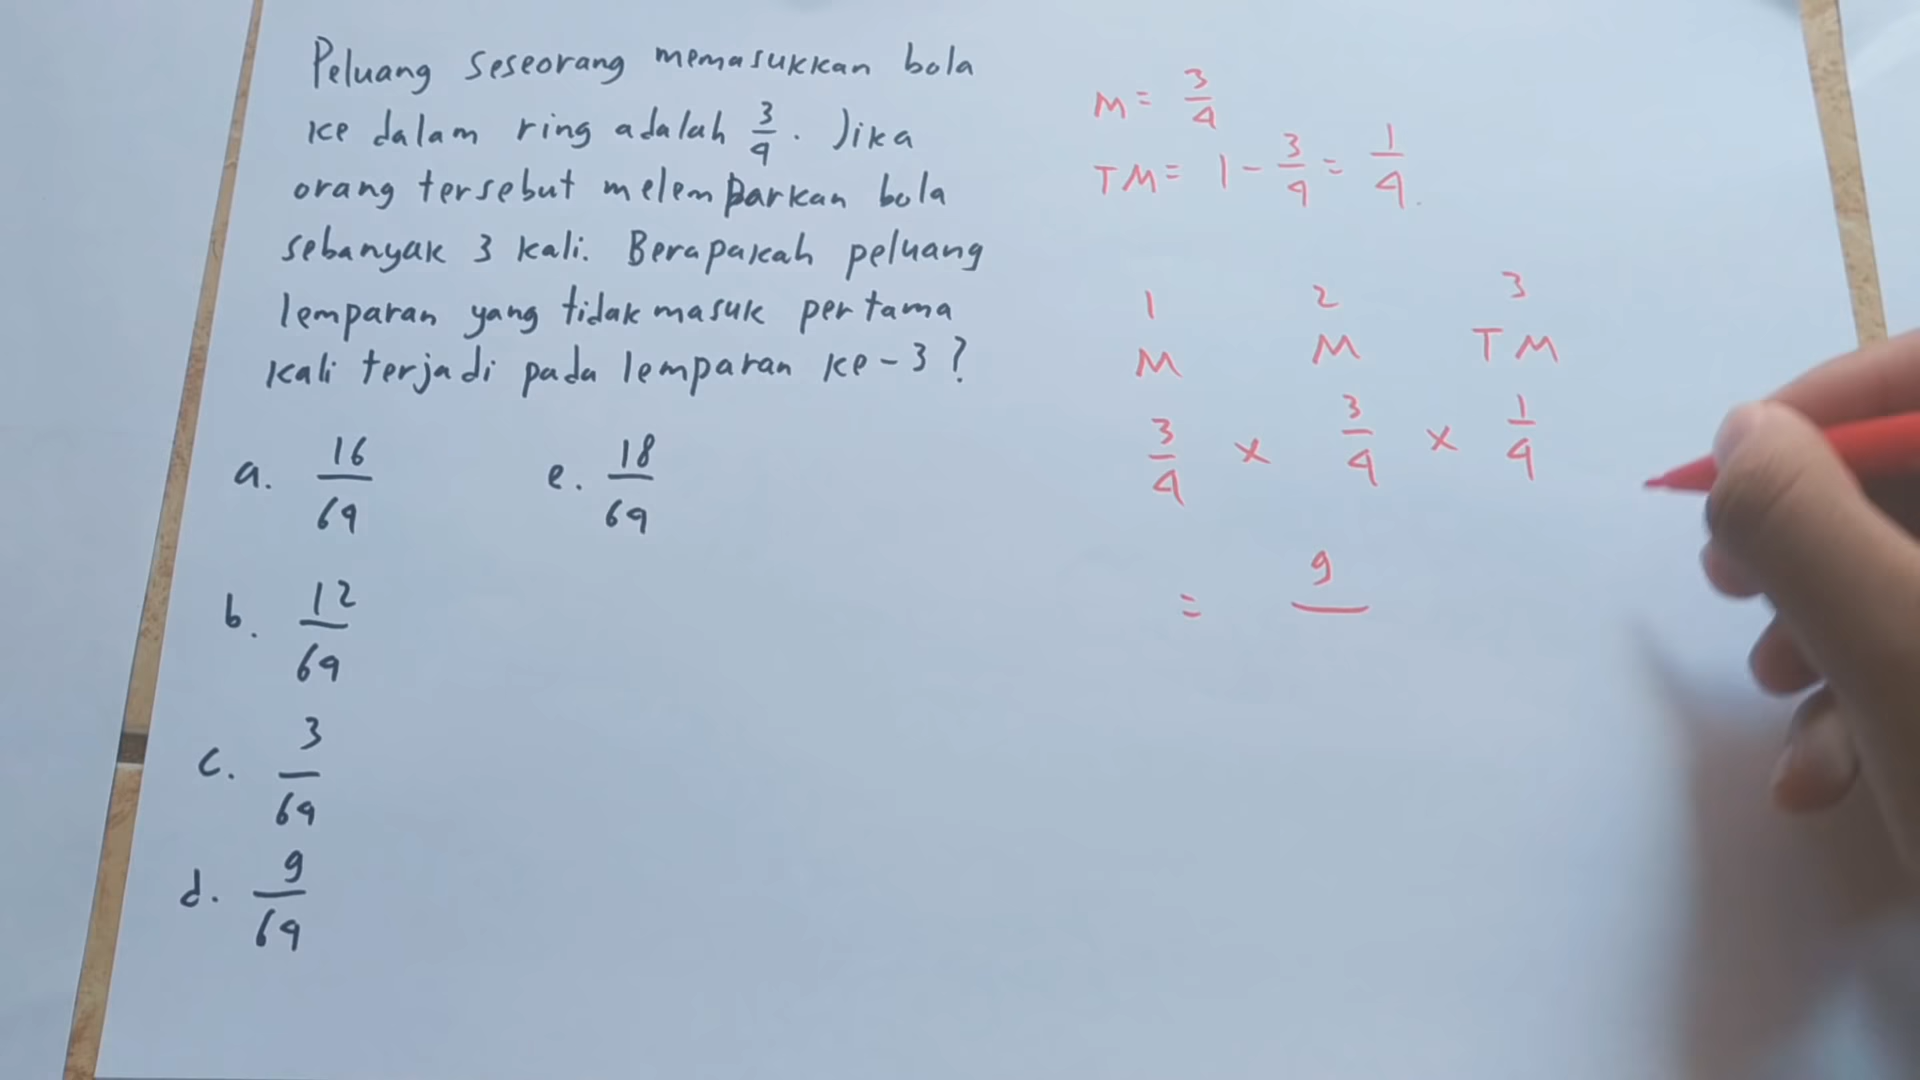 Peluang seseorang memasukkan bola
ke dalam ring adalah 3/4. Jika
orang tersebut melemparkan bola
sebanyak 3 kali. Berapakah peluang
lemparan yang tidak masuk pertama
kali terjadi pada lemparan ke-3?
a. 16/64
e. 18/64
b. 12/64
c. 3/64
d. 9/64
M = 3/4
TM = 1 - 3/4 = 1/4
1 2 3
M M TM
3/4 x 3/4 x 1/4
= 9/